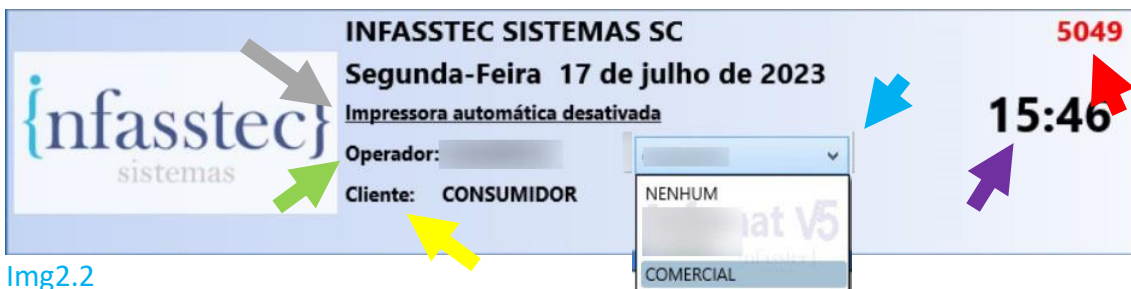 INFASSTEC SISTEMAS SC
5049
Segunda-Feira 17 de julho de 2023
15:46
{nfasstec}
sistemas
Impressora automática desativada
Operador:
Cliente: CONSUMIDOR
NENHUM
V5
COMERCIAL
Img2.2